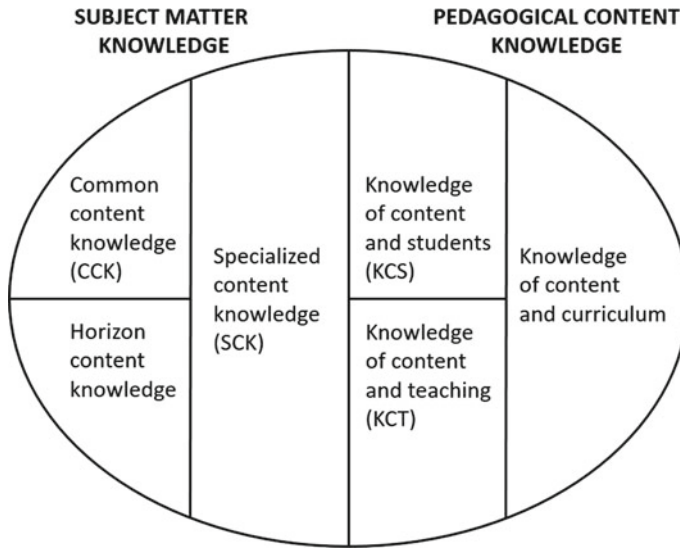 SUBJECT MATTER
KNOWLEDGE
PEDAGOGICAL CONTENT
KNOWLEDGE
Common
content
knowledge
(CCK)
Horizon
content
knowledge
Specialized
content
knowledge
(SCK)
Knowledge
of content
and students
(KCS)
Knowledge
of content
and teaching
(KCT)
Knowledge
of content
and curriculum